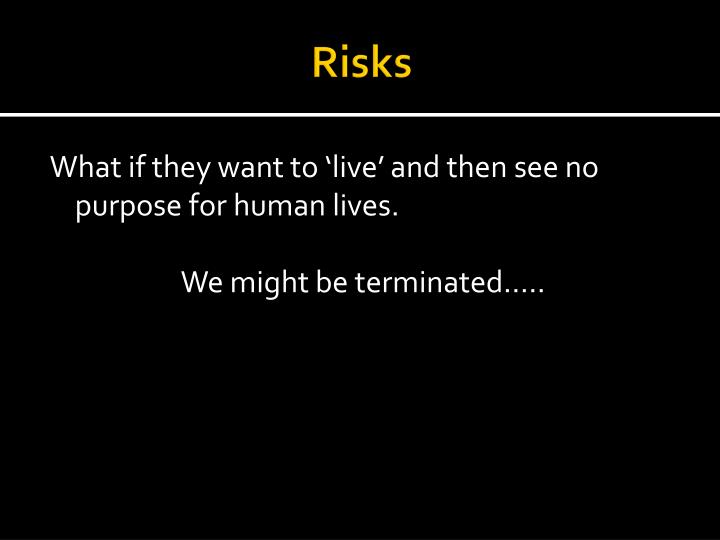 Risks
What if they want to ‘live’ and then see no
purpose for human lives.
We might be terminated…..